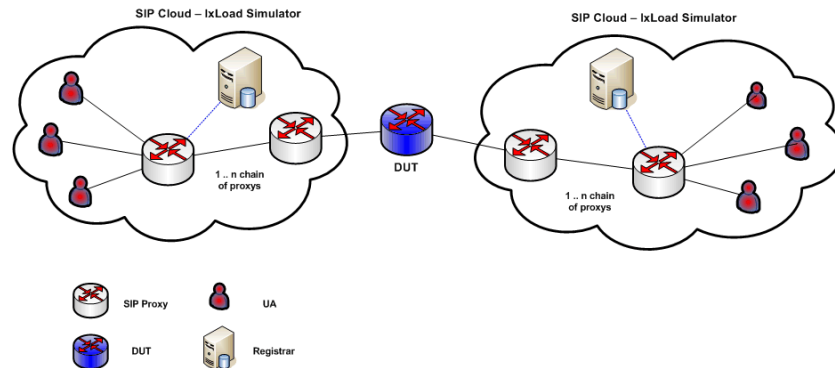 SIP Cloud – IxLoad Simulator
SIP Cloud – IxLoad Simulator
DUT
1 .. n chain
of proxys
1 .. n chain
of proxys
SIP Proxy
UA
DUT
Registrar